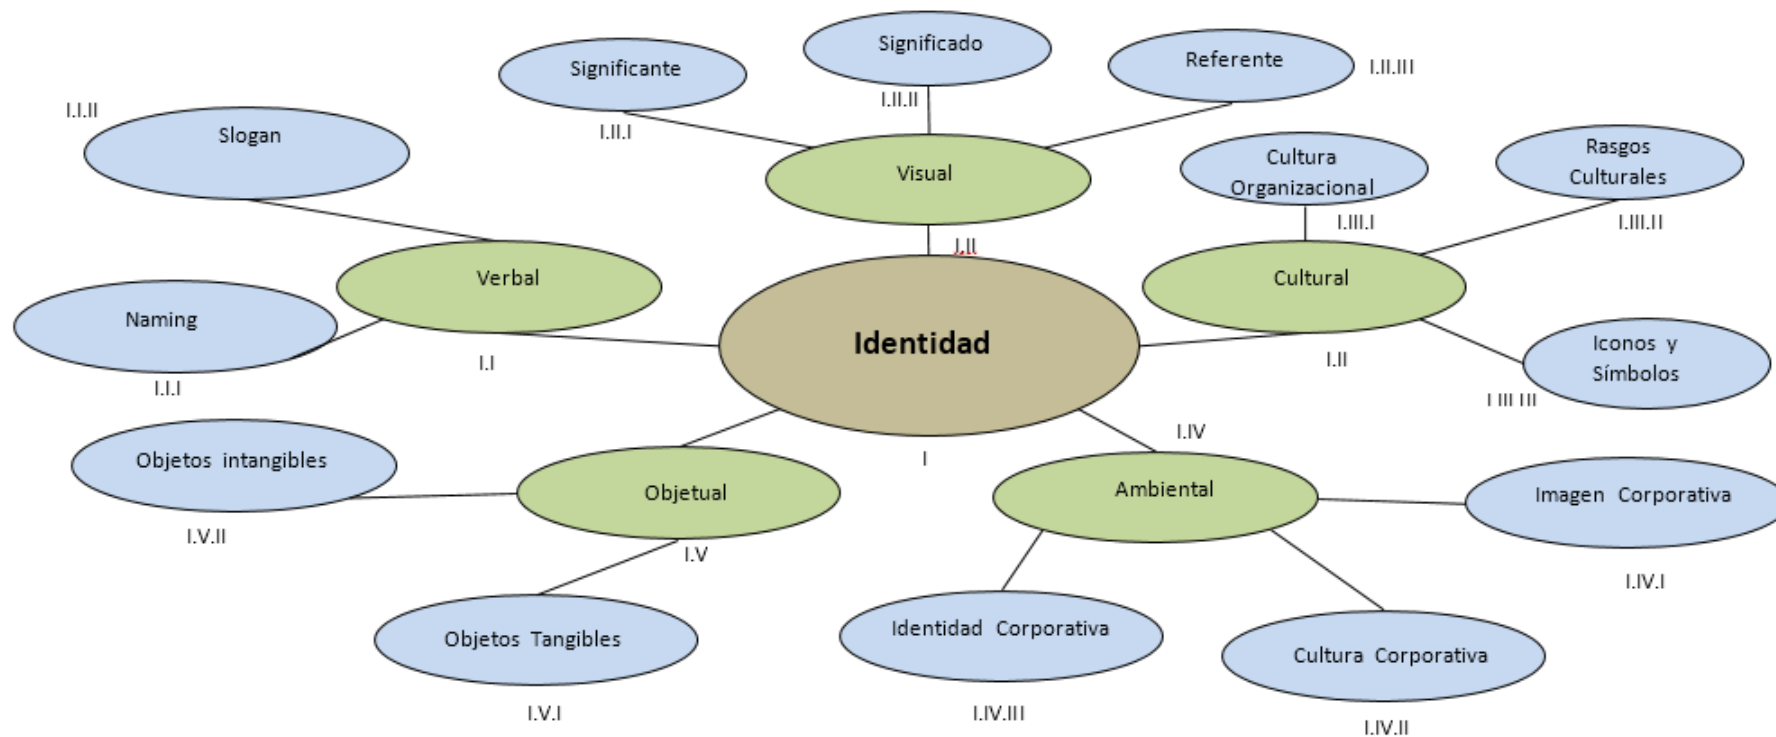 Significado
Significante
Referente
I.II.III
I.II.II
I.I.II
I.II.I
Slogan
Visual
Cultura
Organizacional
Rasgos
Culturales
I.III.I
I.III.II
I.II
Verbal
Cultural
Naming
Identidad
Iconos y
Símbolos
I.I
I.II
I.I.I
I III III
I.IV
I
Objetos intangibles
Objetual
Ambiental
Imagen Corporativa
I.V.II
I.V
I.IV.I
Objetos Tangibles
Identidad Corporativa
Cultura Corporativa
I.V.I
I.IV.III
I.IV.II